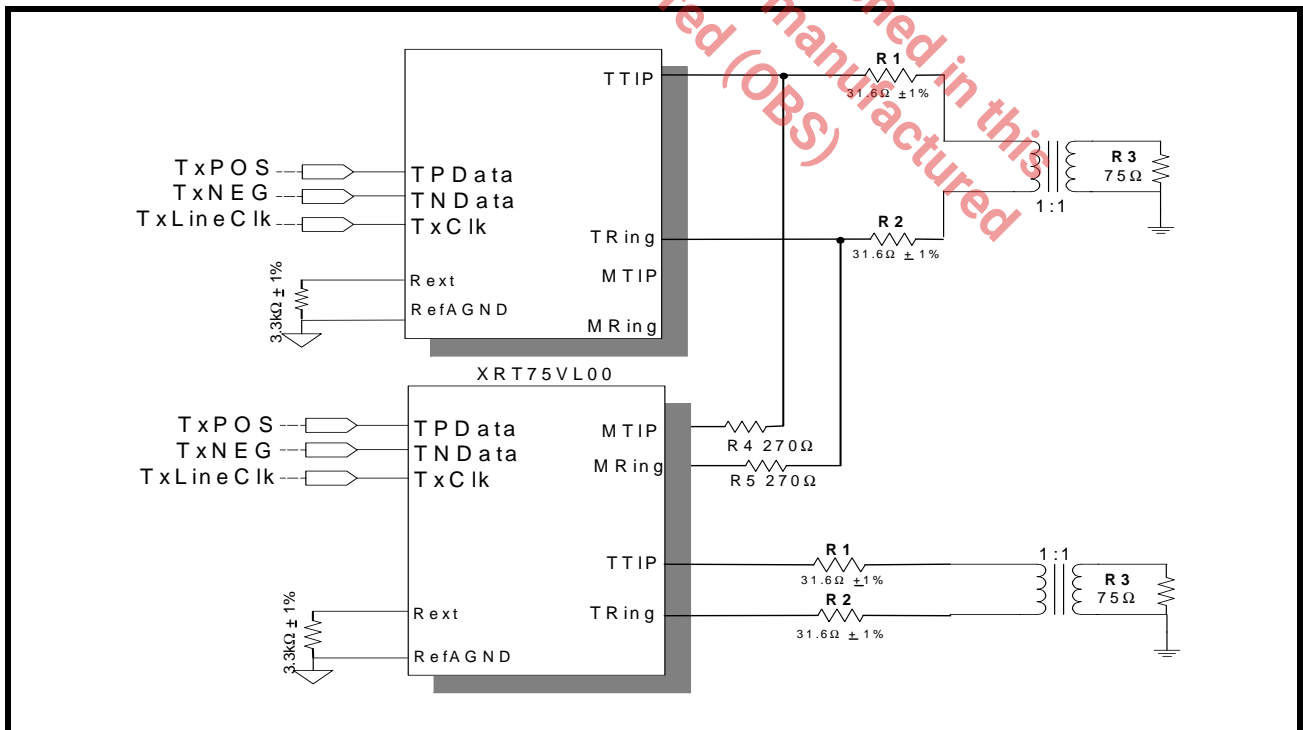 ned in this
manufactured
red (OBS)
TTIP
R1
31.6Ω ±1%
TxPOS
TPData
TxNEG
TNData
TxLineClk
TxClk
R3
75Ω
1:1
R2
31.6Ω ± 1%
TRing
MTIP
Rext
RefAGND
3.3kΩ ± 1%
MRing
XRT75VL00
TxPOS
TPData
TxNEG
TNData
TxLineClk
TxClk
MTIP
R4 270Ω
MRing
R5 270Ω
TTIP
R1
31.6Ω ±1%
1:1
R3
75Ω
R2
31.6Ω ± 1%
TRing
Rext
RefAGND
3.3kΩ ± 1%